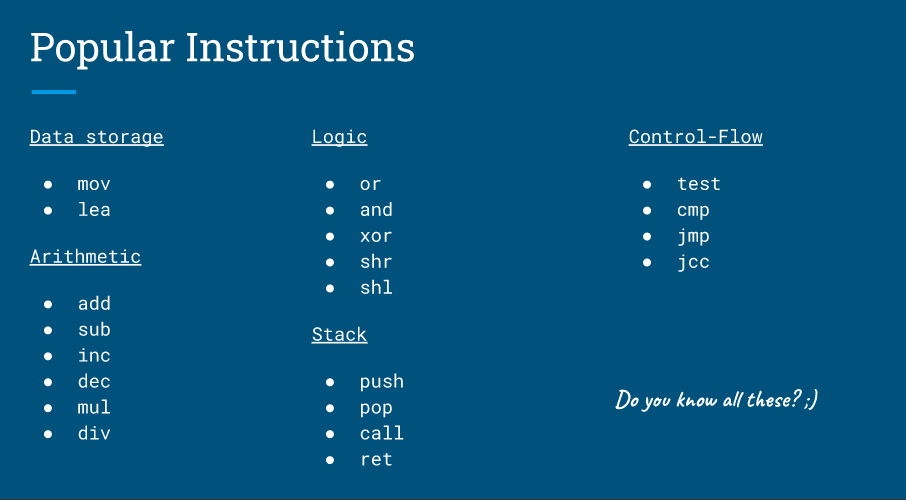 Popular Instructions
Data storage
● mov
● lea
Arithmetic
● add
● sub
● inc
● dec
● mul
● div
Logic
● or
● and
● xor
● shr
● shl
Stack
● push
● pop
● call
● ret
Control-Flow
● test
● cmp
● jmp
● jcc
Do you know all these? ;)